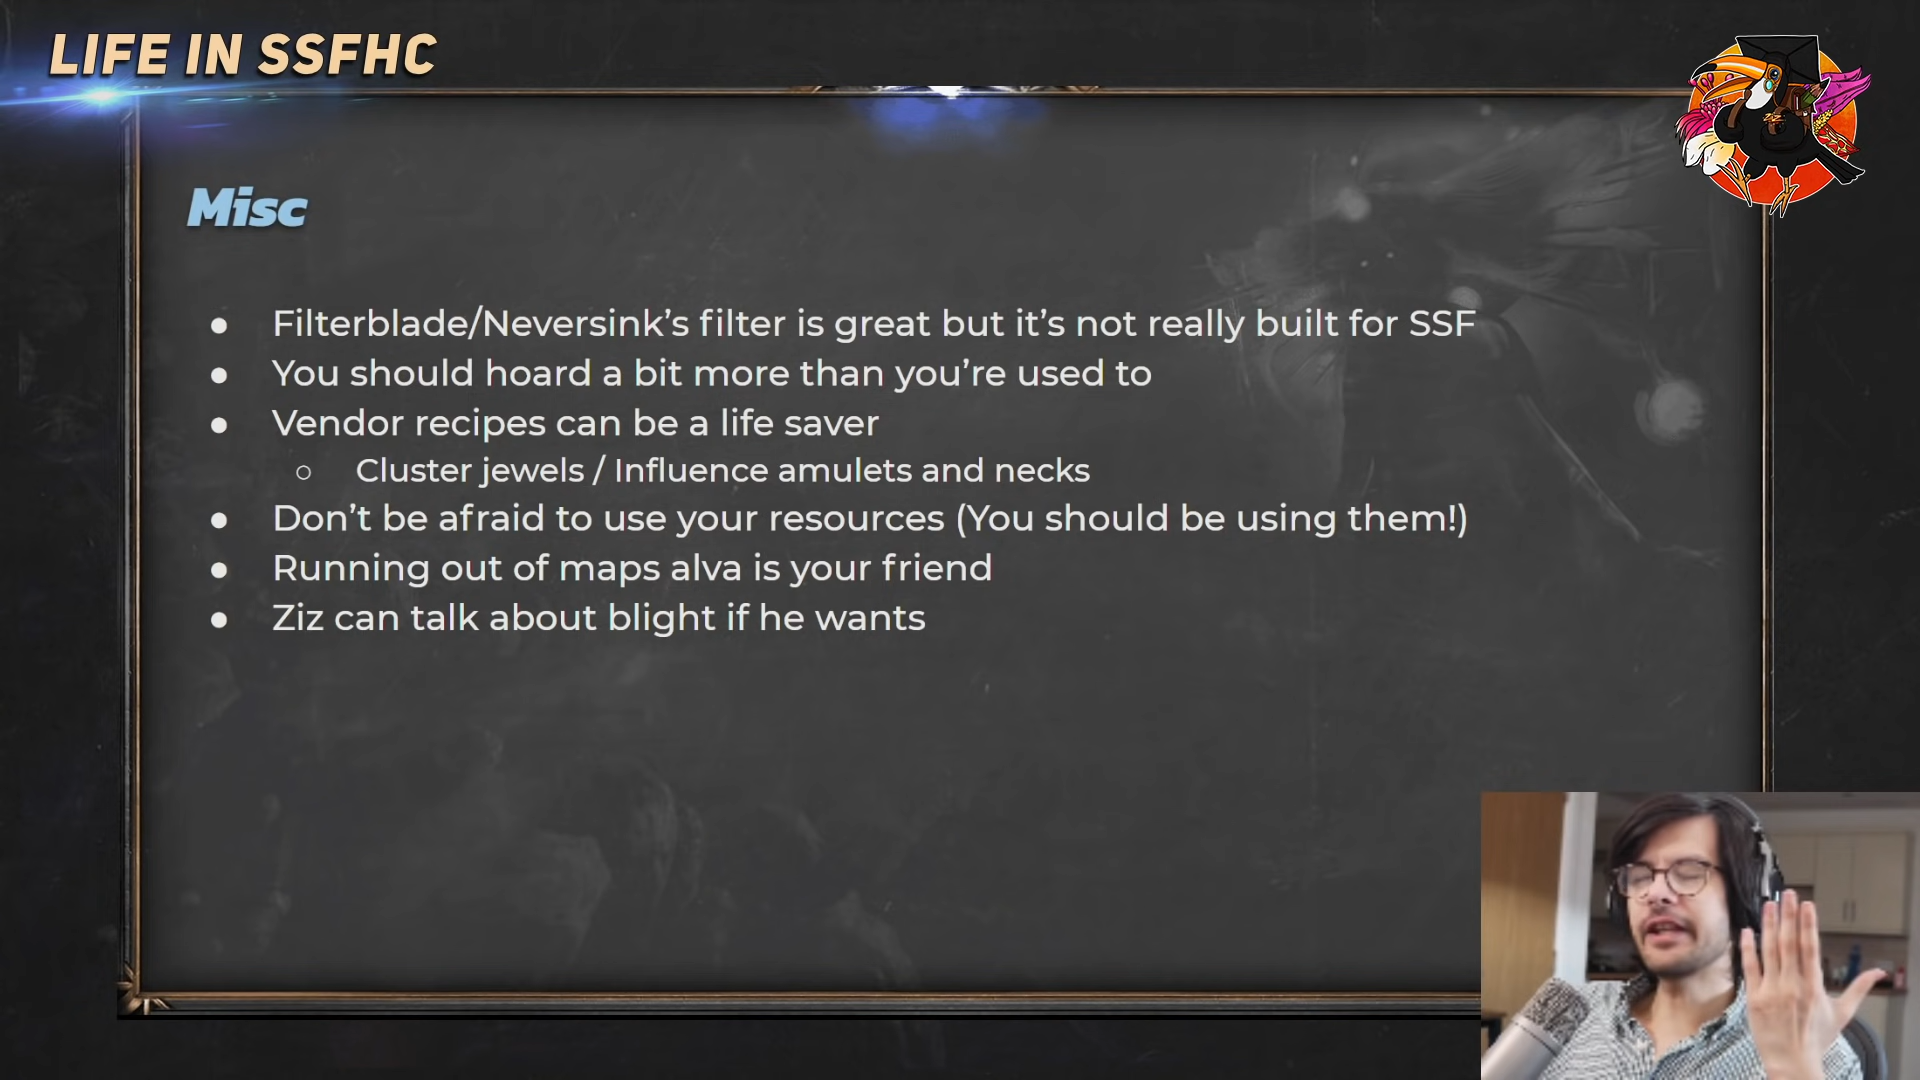 LIFE IN SSFHC
Misc
● Filterblade/Neversink’s filter is great but it’s not really built for SSF
● You should hoard a bit more than you’re used to
● Vendor recipes can be a life saver
○ Cluster jewels / Influence amulets and necks
● Don’t be afraid to use your resources (You should be using them!)
● Running out of maps alva is your friend
● Ziz can talk about blight if he wants